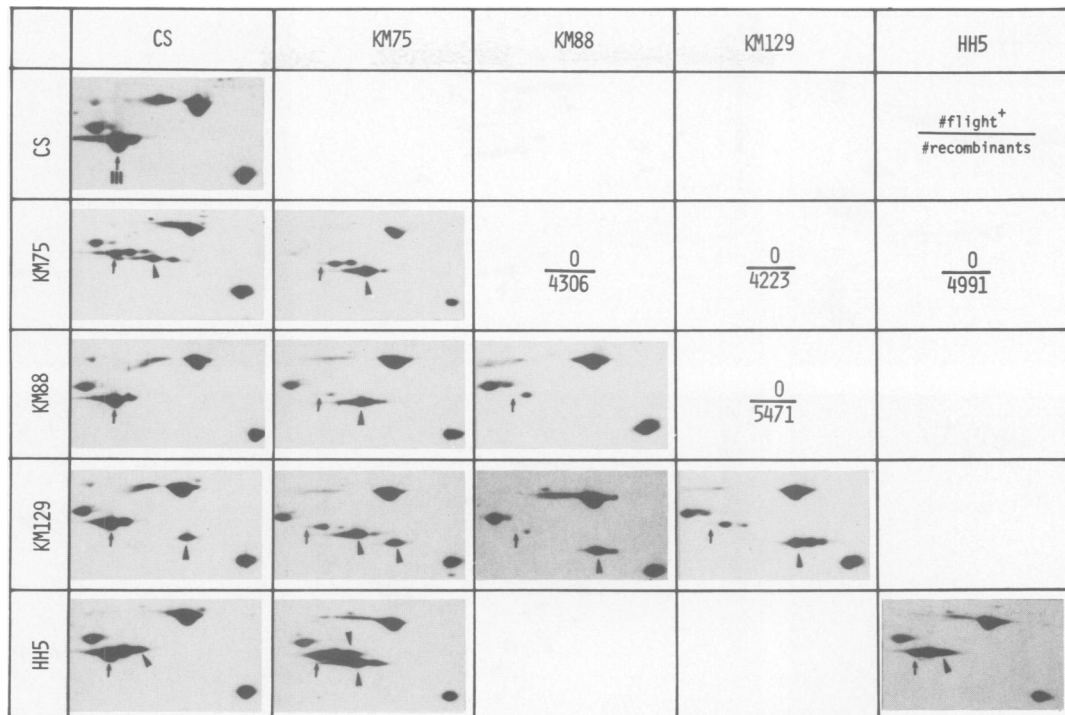 CS KM75 KM88 KM129 HH5
CS
III
#flight+
#recombinants
KM75
0
4306
0
4223
0
4991
KM88
0
5471
KM129
HH5